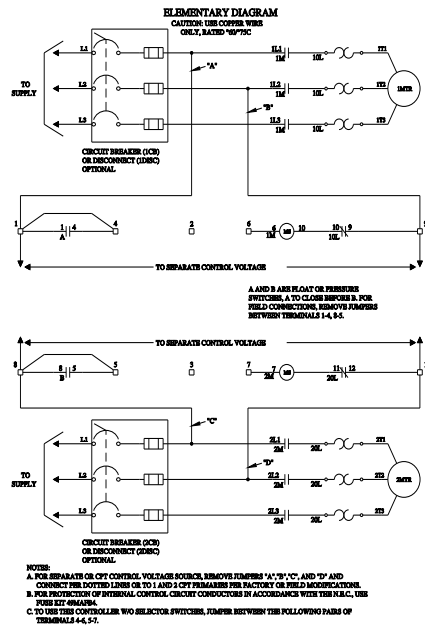 ELEMENTARY DIAGRAM
CAUTION: USE COPPER WIRE
ONLY, RATED "60/"75C
L1 1L1 1M 10L 1T1
"A"
TO
SUPPLY
L2 1L2 1M 10L 1T2 1MTR
"B"
L3 1L3 1M 10L 1T3
CIRCUIT BREAKER (1CB)
OR DISCONNECT (1DISC)
OPTIONAL
1 1 4 4 2 6 6 10 10 9
A 1M MS 10L
TO SEPARATE CONTROL VOLTAGE
A AND B ARE FLOAT OR PRESSURE
SWITCHES, A TO CLOSE BEFORE B. FOR
FIELD CONNECTIONS, REMOVE JUMPERS
BETWEEN TERMINALS 1-4, 8-5.
TO SEPARATE CONTROL VOLTAGE
8 8 5 5 3 7 7 11 12
B 2M MS 20L
"C"
L1 2L1 2M 20L 2T1
"D"
TO
SUPPLY
L2 2L2 2M 20L 2T2 2MTR
L3 2L3 2M 20L 2T3
CIRCUIT BREAKER (2CB)
OR DISCONNECT (2DISC)
OPTIONAL
NOTES:
A. FOR SEPARATE OR CPT CONTROL VOLTAGE SOURCE, REMOVE JUMPERS "A","B","C", AND "D" AND
CONNECT PER DOTTED LINES OR TO 1 AND 2 CPT PRIMARIES PER FACTORY OR FIELD MODIFICATIONS.
B. FOR PROTECTION OF INTERNAL CONTROL CIRCUIT CONDUCTORS IN ACCORDANCE WITH THE N.E.C., USE
FUSE KIT 49MAFB4.
C. TO USE THIS CONTROLLER W/O SELECTOR SWITCHES, JUMPER BETWEEN THE FOLLOWING PAIRS OF
TERMINALS 4-6, 5-7.